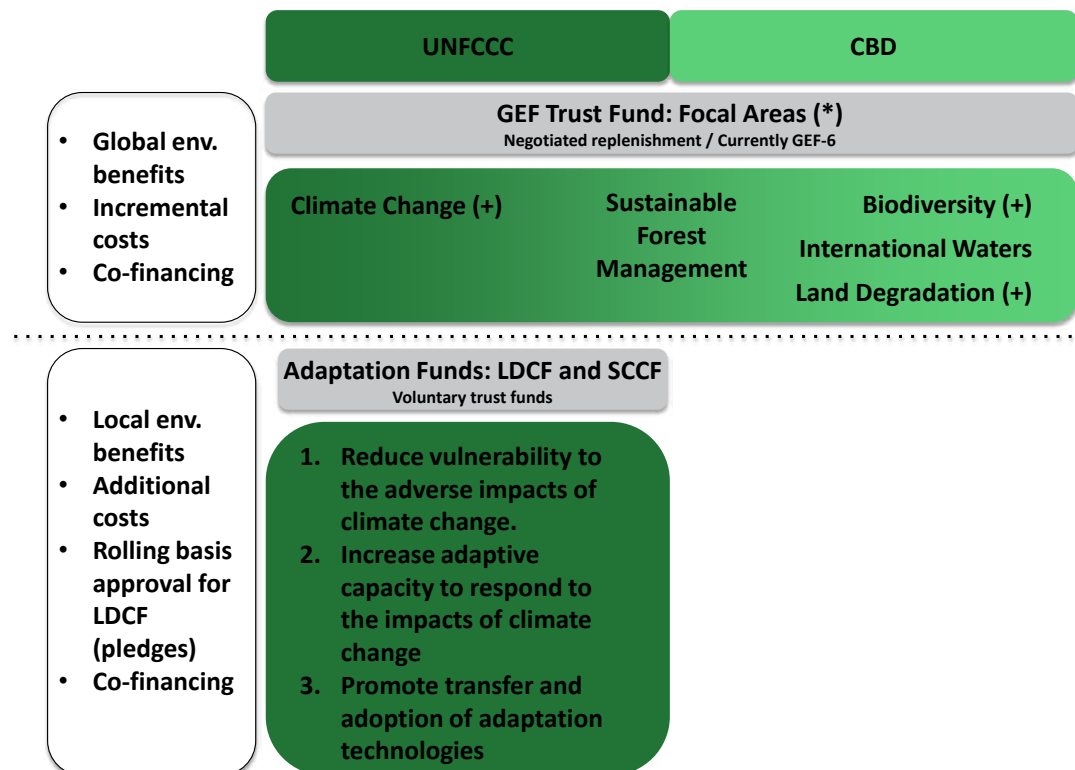 UNFCCC
CBD
GEF Trust Fund: Focal Areas (*)
Negotiated replenishment / Currently GEF-6
• Global env.
benefits
• Incremental
costs
• Co-financing
Climate Change (+)
Sustainable
Forest
Management
Biodiversity (+)
International Waters
Land Degradation (+)
Adaptation Funds: LDCF and SCCF
Voluntary trust funds
• Local env.
benefits
• Additional
costs
• Rolling basis
approval for
LDCF
(pledges)
• Co-financing
1. Reduce vulnerability to
the adverse impacts of
climate change.
2. Increase adaptive
capacity to respond to
the impacts of climate
change
3. Promote transfer and
adoption of adaptation
technologies